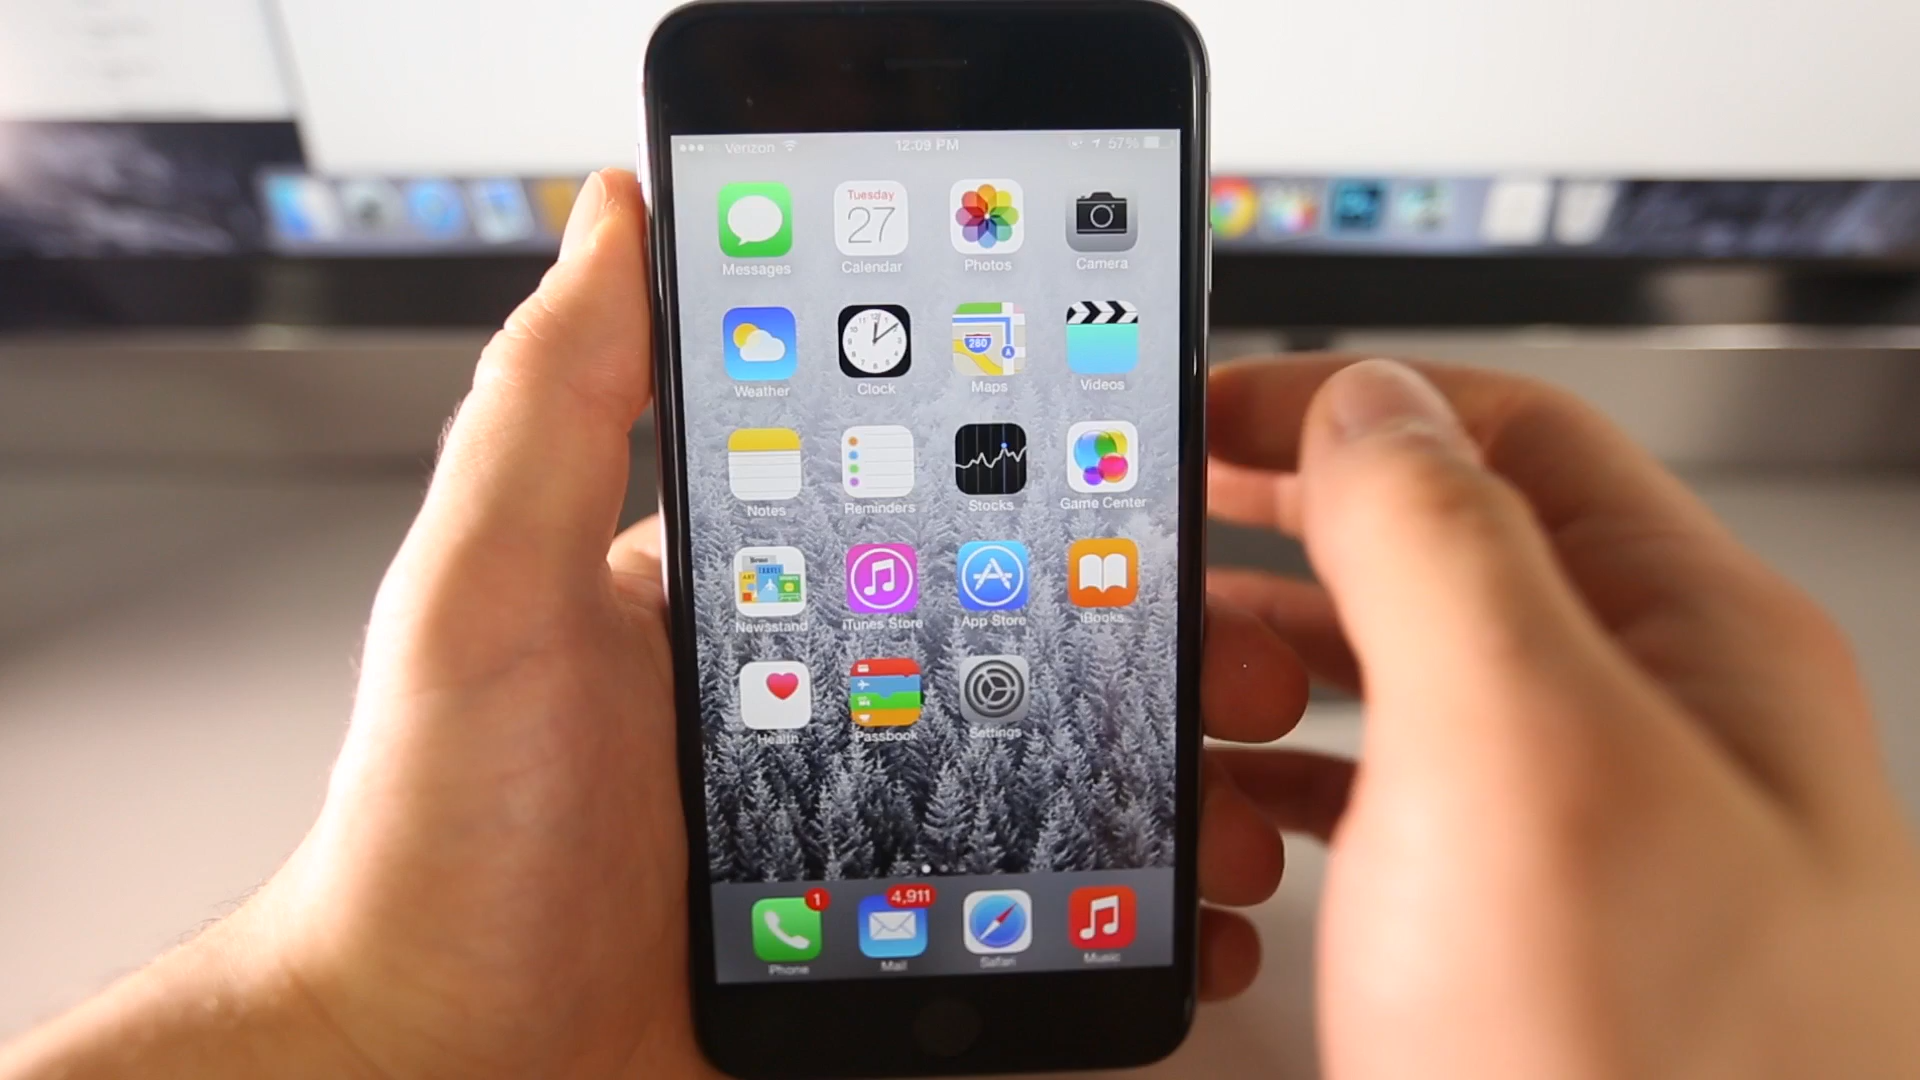 Verizon 12:09 PM 57%
Tuesday
27
Messages Calendar Photos Camera
280
Weather Clock Maps Videos
Notes Reminders Stocks Game Center
Newsstand iTunes Store App Store iBooks
Health Passbook Settings
1 4,911
Phone Mail Safari Music